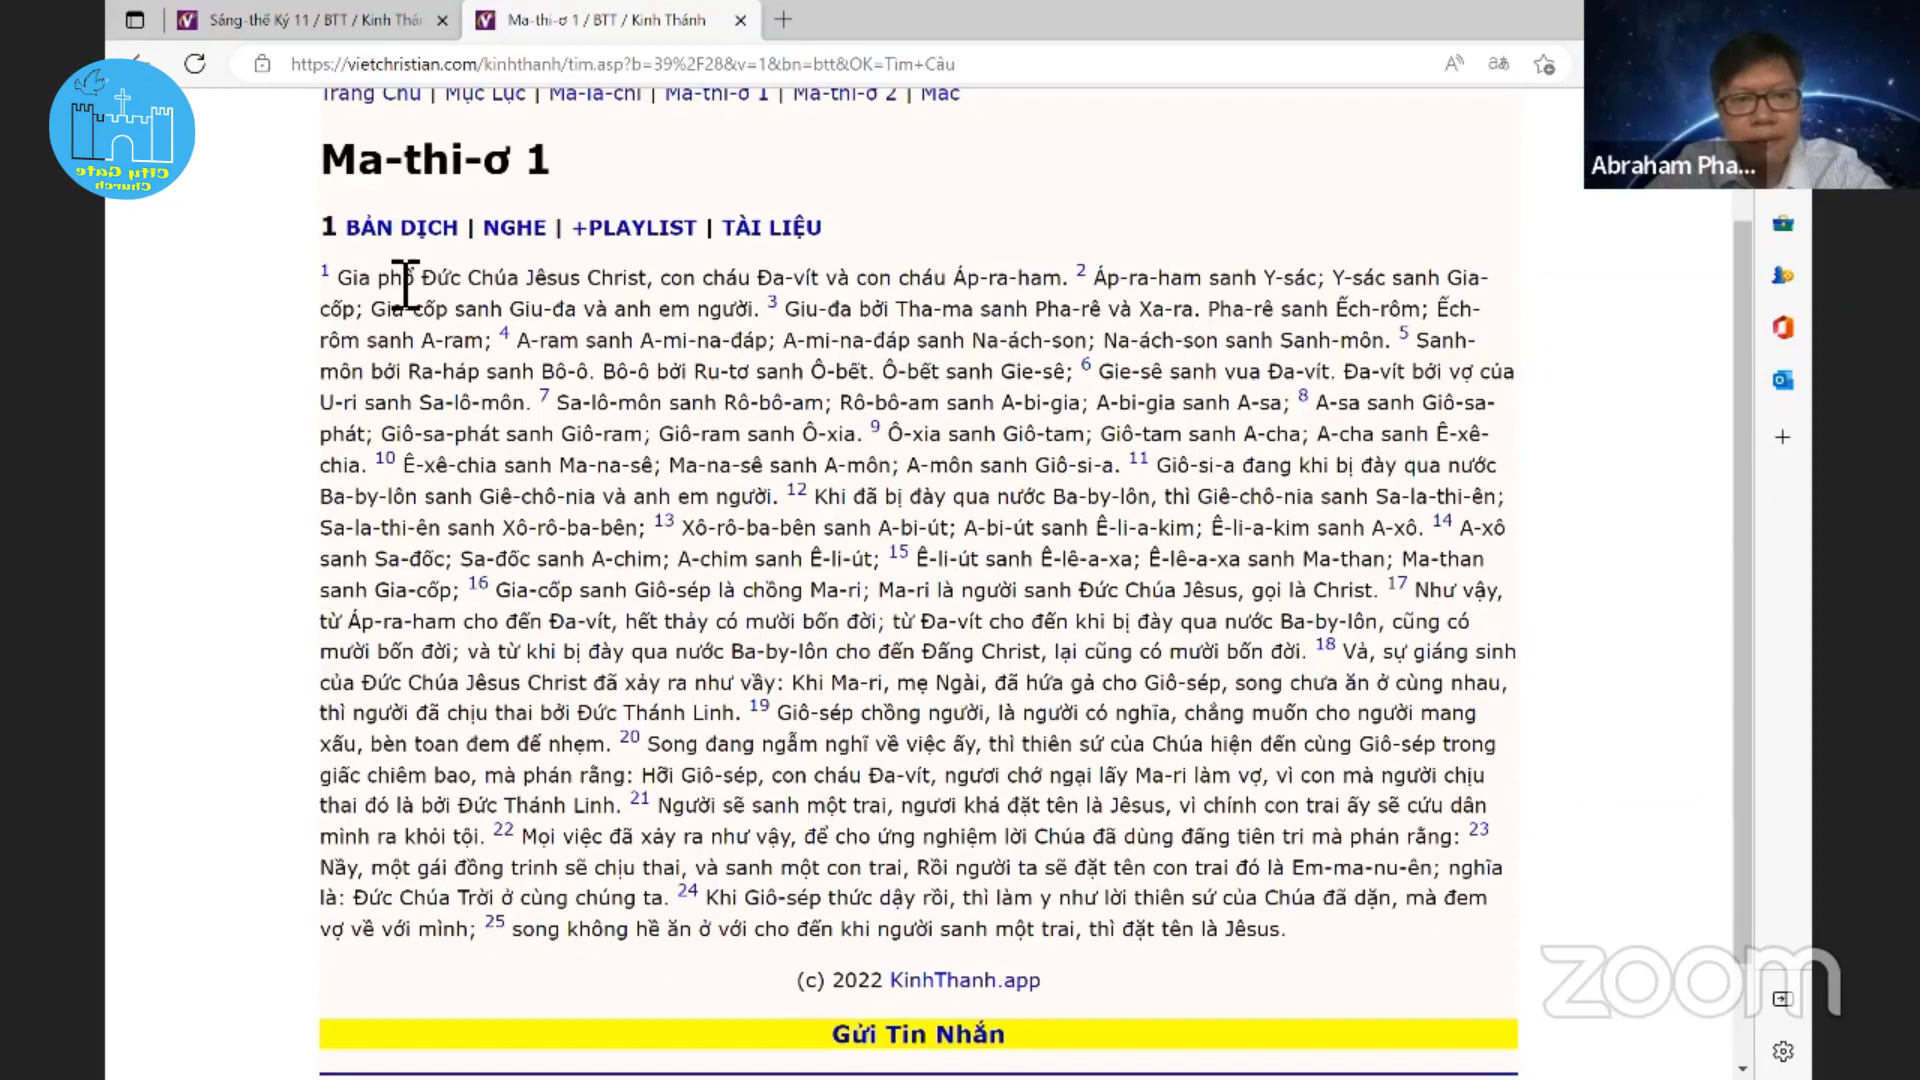 Sáng-thế Ký 11 / BTT / Kinh Thán
Ma-thi-ơ 1 / BTT / Kinh Thánh
https://vietchristian.com/kinhthanh/tim.asp?b=39%2F28&v=1&bn=btt&OK=Tìm+Câu
Trang Chủ | Mục Lục | Ma-la-chi | Ma-thi-ơ 1 | Ma-thi-ơ 2 | Mác
City Gate
Church
Abraham Pha...
Ma-thi-ơ 1
1 BẢN DỊCH | NGHE | +PLAYLIST | TÀI LIỆU
1 Gia phổ Đức Chúa Jêsus Christ, con cháu Đa-vít và con cháu Áp-ra-ham. 2 Áp-ra-ham sanh Y-sác; Y-sác sanh Gia-
cốp; Gia-cốp sanh Giu-đa và anh em người. 3 Giu-đa bởi Tha-ma sanh Pha-rê và Xa-ra. Pha-rê sanh Ếch-rôm; Ếch-
rôm sanh A-ram; 4 A-ram sanh A-mi-na-đáp; A-mi-na-đáp sanh Na-ách-son; Na-ách-son sanh Sanh-môn. 5 Sanh-
môn bởi Ra-háp sanh Bô-ô. Bô-ô bởi Ru-tơ sanh Ô-bết. Ô-bết sanh Gie-sê; 6 Gie-sê sanh vua Đa-vít. Đa-vít bởi vợ của
U-ri sanh Sa-lô-môn. 7 Sa-lô-môn sanh Rô-bô-am; Rô-bô-am sanh A-bi-gia; A-bi-gia sanh A-sa; 8 A-sa sanh Giô-sa-
phát; Giô-sa-phát sanh Giô-ram; Giô-ram sanh Ô-xia. 9 Ô-xia sanh Giô-tam; Giô-tam sanh A-cha; A-cha sanh Ê-xê-
chia. 10 Ê-xê-chia sanh Ma-na-sê; Ma-na-sê sanh A-môn; A-môn sanh Giô-si-a. 11 Giô-si-a đang khi bị đày qua nước
Ba-by-lôn sanh Giê-chô-nia và anh em người. 12 Khi đã bị đày qua nước Ba-by-lôn, thì Giê-chô-nia sanh Sa-la-thi-ên;
Sa-la-thi-ên sanh Xô-rô-ba-bên; 13 Xô-rô-ba-bên sanh A-bi-út; A-bi-út sanh Ê-li-a-kim; Ê-li-a-kim sanh A-xô. 14 A-xô
sanh Sa-đốc; Sa-đốc sanh A-chim; A-chim sanh Ê-li-út; 15 Ê-li-út sanh Ê-lê-a-xa; Ê-lê-a-xa sanh Ma-than; Ma-than
sanh Gia-cốp; 16 Gia-cốp sanh Giô-sép là chồng Ma-ri; Ma-ri là người sanh Đức Chúa Jêsus, gọi là Christ. 17 Như vậy,
từ Áp-ra-ham cho đến Đa-vít, hết thảy có mười bốn đời; từ Đa-vít cho đến khi bị đày qua nước Ba-by-lôn, cũng có
mười bốn đời; và từ khi bị đày qua nước Ba-by-lôn cho đến Đấng Christ, lại cũng có mười bốn đời. 18 Vả, sự giáng sinh
của Đức Chúa Jêsus Christ đã xảy ra như vầy: Khi Ma-ri, mẹ Ngài, đã hứa gả cho Giô-sép, song chưa ăn ở cùng nhau,
thì người đã chịu thai bởi Đức Thánh Linh. 19 Giô-sép chồng người, là người có nghĩa, chẳng muốn cho người mang
xấu, bèn toan đem để nhẹm. 20 Song đang ngẫm nghĩ về việc ấy, thì thiên sứ của Chúa hiện đến cùng Giô-sép trong
giấc chiêm bao, mà phán rằng: Hỡi Giô-sép, con cháu Đa-vít, ngươi chớ ngại lấy Ma-ri làm vợ, vì con mà người chịu
thai đó là bởi Đức Thánh Linh. 21 Người sẽ sanh một trai, ngươi khá đặt tên là Jêsus, vì chính con trai ấy sẽ cứu dân
mình ra khỏi tội. 22 Mọi việc đã xảy ra như vậy, để cho ứng nghiệm lời Chúa đã dùng đấng tiên tri mà phán rằng: 23
Nầy, một gái đồng trinh sẽ chịu thai, và sanh một con trai, Rồi người ta sẽ đặt tên con trai đó là Em-ma-nu-ên; nghĩa
là: Đức Chúa Trời ở cùng chúng ta. 24 Khi Giô-sép thức dậy rồi, thì làm y như lời thiên sứ của Chúa đã dặn, mà đem
vợ về với mình; 25 song không hề ăn ở với cho đến khi người sanh một trai, thì đặt tên là Jêsus.
(c) 2022 KinhThanh.app
zoom
Gửi Tin Nhắn